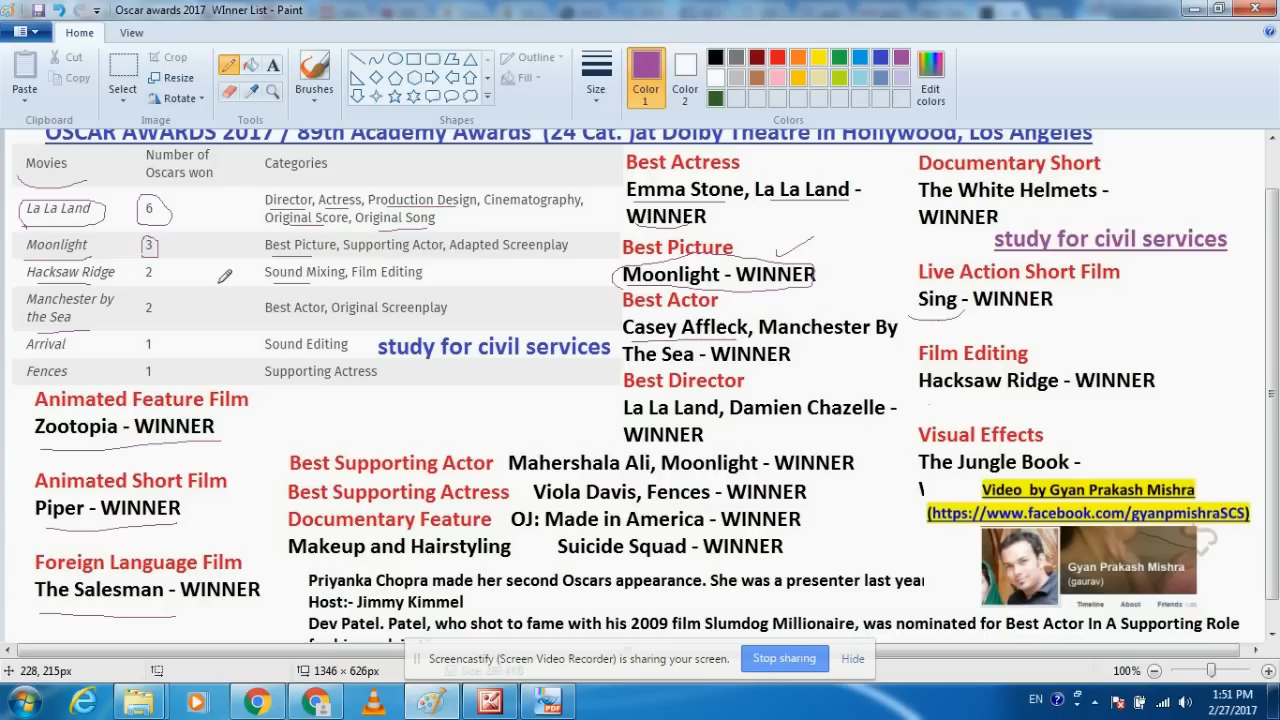 Oscar awards 2017 WInner List - Paint
Home
View
Paste
Cut
Copy
Clipboard
Select
Crop
Resize
Rotate
Image
Tools
Brushes
Outline
Fill
Shapes
Size
Color 1
Color 2
Edit colors
Colors
OSCAR AWARDS 2017 / 89th Academy Awards (24 Cat. )at Dolby Theatre in Hollywood, Los Angeles
Movies
Number of Oscars won
Categories
La La Land
6
Director, Actress, Production Design, Cinematography,
Original Score, Original Song
Moonlight
3
Best Picture, Supporting Actor, Adapted Screenplay
Hacksaw Ridge
2
Sound Mixing, Film Editing
Manchester by
the Sea
2
Best Actor, Original Screenplay
Arrival
1
Sound Editing
study for civil services
Fences
1
Supporting Actress
Animated Feature Film
Zootopia - WINNER
Animated Short Film
Piper - WINNER
Foreign Language Film
The Salesman - WINNER
Best Actress
Emma Stone, La La Land -
WINNER
Best Picture
Moonlight - WINNER
Best Actor
Casey Affleck, Manchester By
The Sea - WINNER
Best Director
La La Land, Damien Chazelle -
WINNER
Best Supporting Actor Mahershala Ali, Moonlight - WINNER
Best Supporting Actress Viola Davis, Fences - WINNER
Documentary Feature OJ: Made in America - WINNER
Makeup and Hairstyling Suicide Squad - WINNER
Documentary Short
The White Helmets -
WINNER
study for civil services
Live Action Short Film
Sing - WINNER
Film Editing
Hacksaw Ridge - WINNER
Visual Effects
The Jungle Book -
Video by Gyan Prakash Mishra
(https://www.facebook.com/gyanpmishraSCS)
Gyan Prakash Mishra
(gaurav)
Timeline About Friends
Priyanka Chopra made her second Oscars appearance. She was a presenter last year
Host:- Jimmy Kimmel
Dev Patel. Patel, who shot to fame with his 2009 film Slumdog Millionaire, was nominated for Best Actor In A Supporting Role
Screencastify (Screen Video Recorder) is sharing your screen.
Stop sharing
Hide
228, 155px
1346 × 626px
100%
EN
1:51 PM
2/27/2017